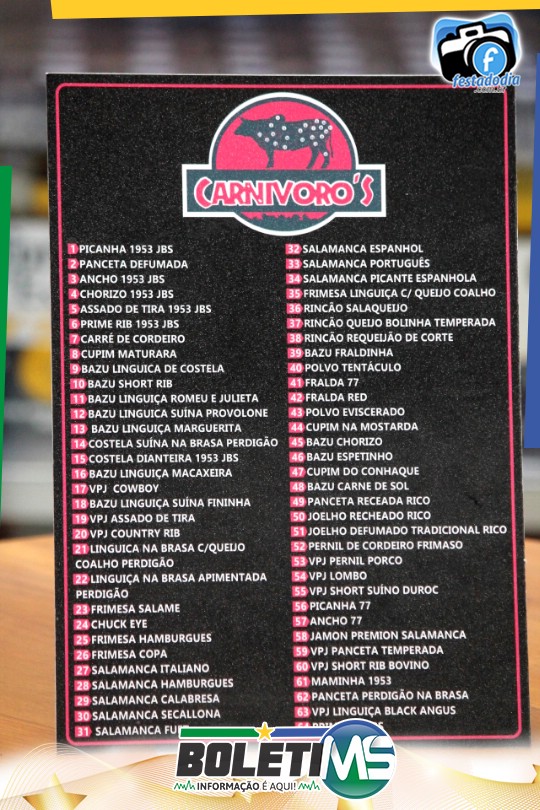 festadodia
.com.br
CARNIVORO'S
1 PICANHA 1953 JBS
2 PANCETA DEFUMADA
3 ANCHO 1953 JBS
4 CHORIZO 1953 JBS
5 ASSADO DE TIRA 1953 JBS
6 PRIME RIB 1953 JBS
7 CARRÉ DE CORDEIRO
8 CUPIM MATURARA
9 BAZU LINGUICA DE COSTELA
10 BAZU SHORT RIB
11 BAZU LINGUIÇA ROMEU E JULIETA
12 BAZU LINGUICA SUÍNA PROVOLONE
13 BAZU LINGUIÇA MARGUERITA
14 COSTELA SUÍNA NA BRASA PERDIGÃO
15 COSTELA DIANTEIRA 1953 JBS
16 BAZU LINGUIÇA MACAXEIRA
17 VPJ COWBOY
18 BAZU LINGUIÇA SUÍNA FININHA
19 VPJ ASSADO DE TIRA
20 VPJ COUNTRY RIB
21 LINGUICA NA BRASA C/QUEIJO
COALHO PERDIGÃO
22 LINGUIÇA NA BRASA APIMENTADA
PERDIGÃO
23 FRIMESA SALAME
24 CHUCK EYE
25 FRIMESA HAMBURGUES
26 FRIMESA COPA
27 SALAMANCA ITALIANO
28 SALAMANCA HAMBURGUES
29 SALAMANCA CALABRESA
30 SALAMANCA SECALLONA
31 SALAMANCA
32 SALAMANCA ESPANHOL
33 SALAMANCA PORTUGUÊS
34 SALAMANCA PICANTE ESPANHOLA
35 FRIMESA LINGUIÇA C/ QUEIJO COALHO
36 RINCÃO SALAQUEIJO
37 RINCÃO QUEIJO BOLINHA TEMPERADA
38 RINCÃO REQUEIJÃO DE CORTE
39 BAZU FRALDINHA
40 POLVO TENTÁCULO
41 FRALDA 77
42 FRALDA RED
43 POLVO EVISCERADO
44 CUPIM NA MOSTARDA
45 BAZU CHORIZO
46 BAZU ESPETINHO
47 CUPIM DO CONHAQUE
48 BAZU CARNE DE SOL
49 PANCETA RECEADA RICO
50 JOELHO RECHEADO RICO
51 JOELHO DEFUMADO TRADICIONAL RICO
52 PERNIL DE CORDEIRO FRIMASO
53 VPJ PERNIL PORCO
54 VPJ LOMBO
55 VPJ SHORT SUÍNO DUROC
56 PICANHA 77
57 ANCHO 77
58 JAMON PREMION SALAMANCA
59 VPJ PANCETA TEMPERADA
60 VPJ SHORT RIB BOVINO
61 MAMINHA 1953
62 PANCETA PERDIGÃO NA BRASA
63 VPJ LINGUIÇA BLACK ANGUS
BOLETIMS
INFORMAÇÃO É AQUI!